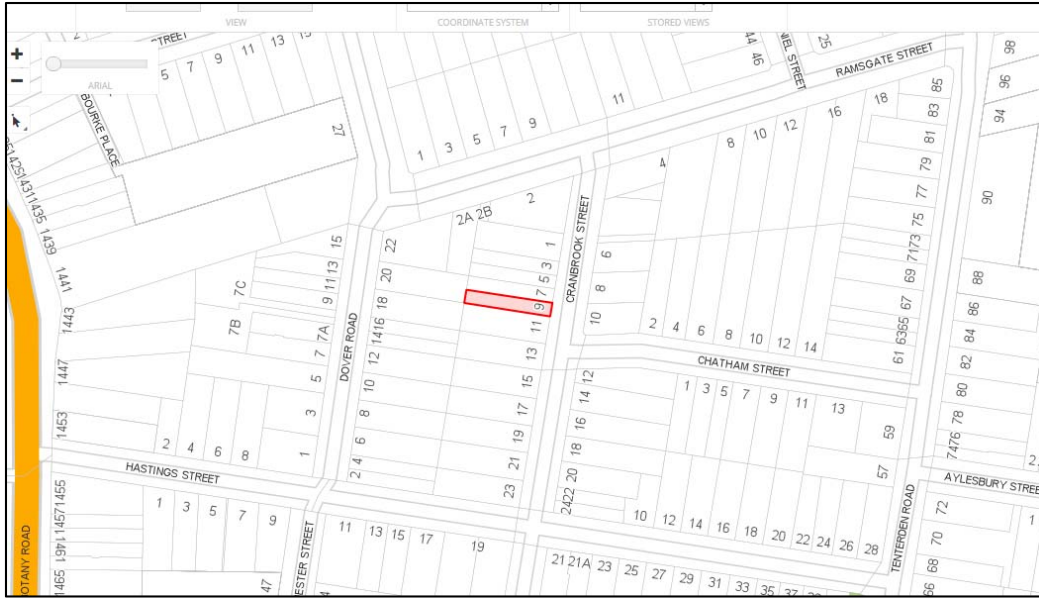 VIEW
COORDINATE SYSTEM
STORED VIEWS
+
−
ARIAL
STREET
5 7 9 11 13 15
BOURKE PLACE
27
1 3 5 7 9
11
44
46
NIEL STREET
25
RAMSGATE STREET
98
96
94
90
88
86
84
82
80
78
7476
85
83
81
79
77
75
7173
69
67
6365
61
4
8 10 12
16
18
1435
1439
1441
1443
1447
1453
7C
7B
7A
15
13
11
9
7
5
3
1
DOVER ROAD
22
20
18
1416
12
10
8
6
2 4
2A 2B
2
1
3
5
7
9
11
13
15
17
19
21
23
CRANBROOK STREET
6
8
10
2 4 6 8 10 12 14
CHATHAM STREET
12
14
16
18
20
2422
1 3 5 7 9 11 13
59
57
2 4 6 8
HASTINGS STREET
1 3 5 7 9
11 13 15 17 19
10 12 14 16 18 20 22 24 26 28
21 21A 23 25 27 29 31 33 35 37
TENTERDEN ROAD
AYLESBURY STREE
72
70
68
66
1
1455
1457
1461
1465
OTANY ROAD
47
ESTER STREET